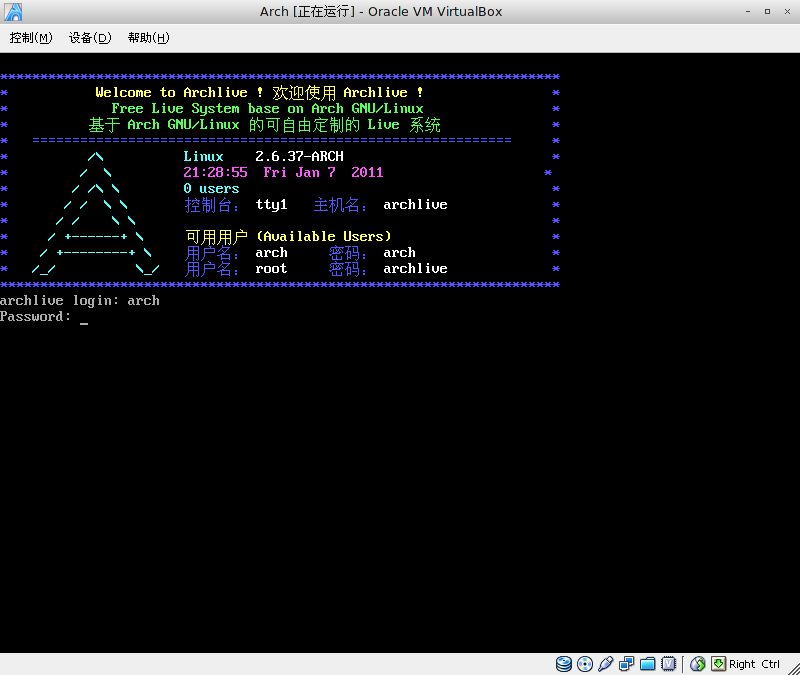 Arch [正在运行] - Oracle VM VirtualBox
控制(M) 设备(D) 帮助(H)
Welcome to Archlive ! 欢迎使用 Archlive !
Free Live System base on Arch GNU/Linux
基于 Arch GNU/Linux 的可自由定制的 Live 系统
Linux 2.6.37-ARCH
21:28:55 Fri Jan 7 2011
0 users
控制台: tty1 主机名: archlive
可用用户 (Available Users)
用户名: arch 密码: arch
用户名: root 密码: archlive
archlive login: arch
Password: _
Right Ctrl